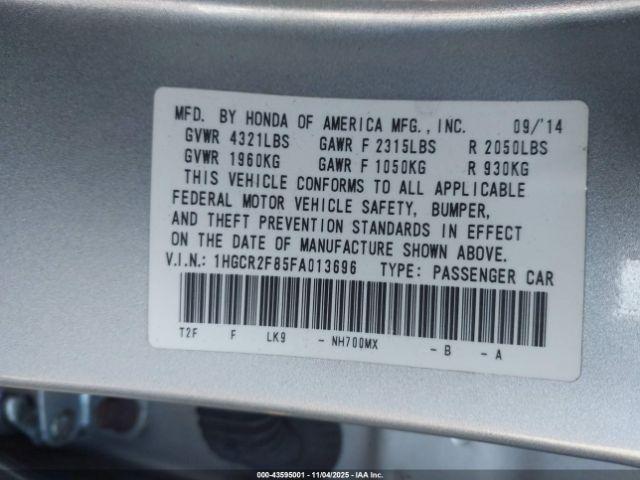 MFD. BY HONDA OF AMERICA MFG., INC. 09/'14
GVWR 4321LBS GAWR F 2315LBS R 2050LBS
GVWR 1960KG GAWR F 1050KG R 930KG
THIS VEHICLE CONFORMS TO ALL APPLICABLE
FEDERAL MOTOR VEHICLE SAFETY, BUMPER,
AND THEFT PREVENTION STANDARDS IN EFFECT
ON THE DATE OF MANUFACTURE SHOWN ABOVE.
V.I.N.: 1HGCR2F85FA013696 TYPE: PASSENGER CAR
T2F F LK9 - NH700MX - B - A
000-43595001 - 11/04/2025 - IAA Inc.